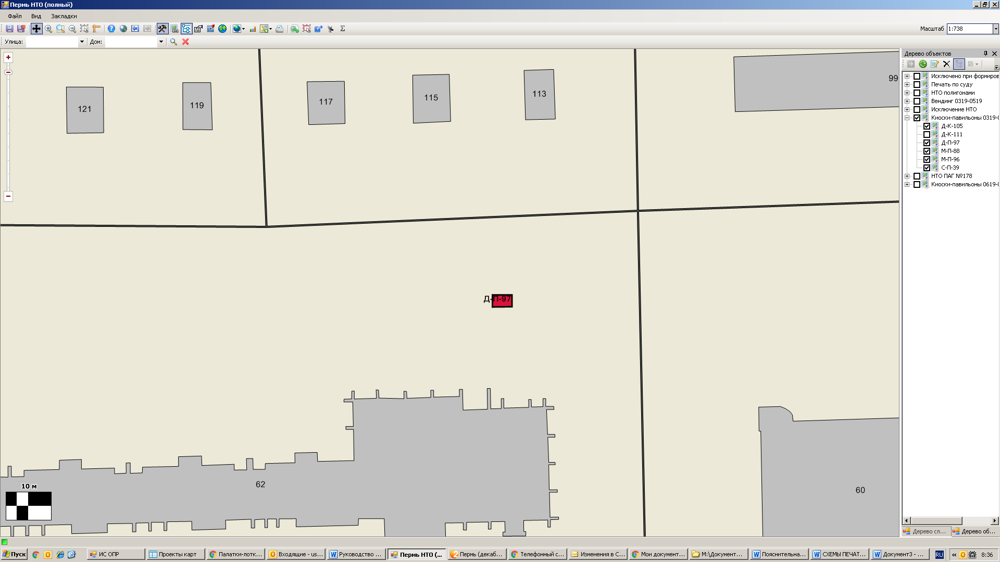 Пермь НТО (полный)
Файл Вид Закладки
Масштаб 1:738
Улица: Дом:
Дерево объектов
Исключено при формиров
Печать по суду
НТО полигонами
Вендинг 0319-0519
Исключение НТО
Киоски-павильоны 0319-0
Д-К-105
Д-К-111
Д-П-97
М-П-88
М-П-96
С-П-39
НТО ПАГ №178
Киоски-павильоны 0619-0
99
121
119
117
115
113
Д-П-97
62
60
10 м
Дерево сл... Дерево об...
Пуск ИС ОПР Проекты карт Палатки-лотк... Входящие - us... Руководство ... Пермь НТО (... Пермь (декаб... Телефонный с... Изменения в С... Мои документ... M:\Документ... Пояснительна... СХЕМЫ ПЕЧАТ... Документ3 - ... RU « 8:36